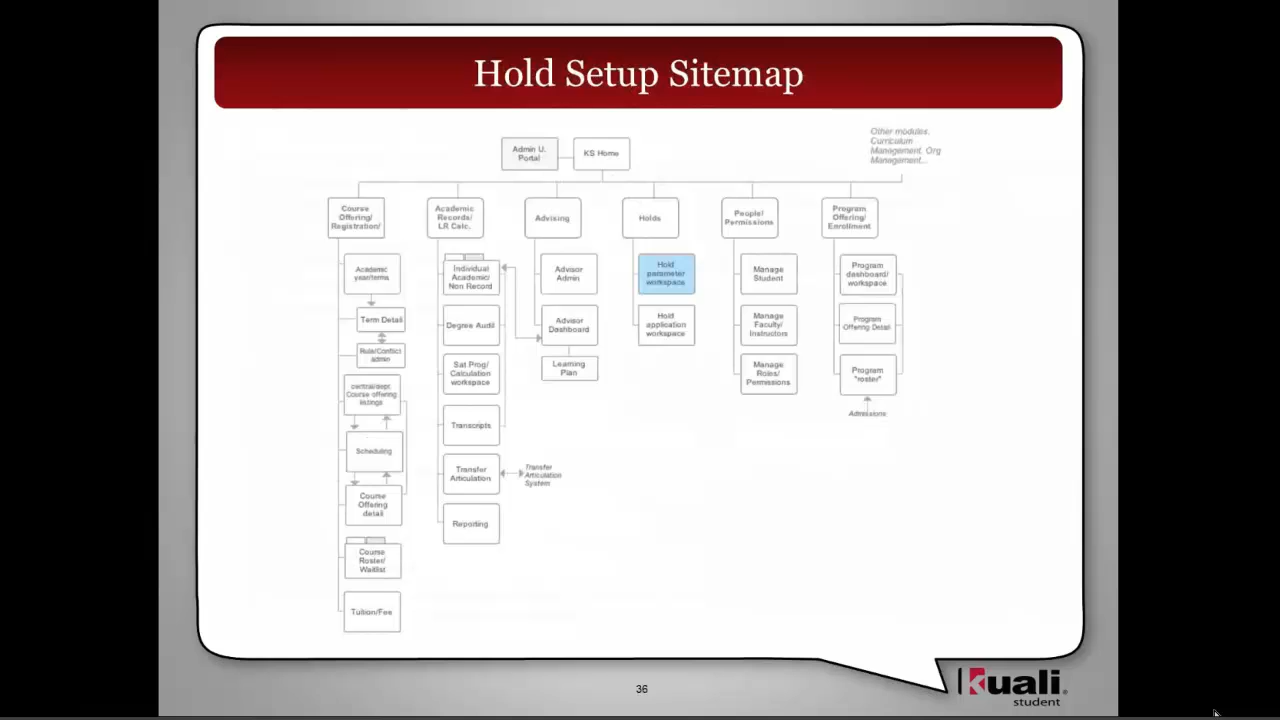 Hold Setup Sitemap
Other modules.
Curriculum
Management, Org
Management...
Admin U.
Portal
KS Home
Course
Offering/
Registration/
Academic
Records/
LR Calc.
Advising
Holds
People/
Permissions
Program
Offering/
Enrollment
Academic
year/terms
Term Detail
Rule/Conflict
admin
central/dept.
Course offering
listings
Scheduling
Course
Offering
detail
Course
Roster/
Waitlist
Tuition/Fee
Individual
Academic/
Non Record
Degree Audit
Sat Prog/
Calculation
workspace
Transcripts
Transfer
Articulation
Transfer
Articulation
System
Reporting
Advisor
Admin
Advisor
Dashboard
Learning
Plan
Hold
parameter
workspace
Hold
application
workspace
Manage
Student
Manage
Faculty/
Instructors
Manage
Roles/
Permissions
Program
dashboard/
workspace
Program
Offering Detail
Program
"roster"
Admissions
36
kuali
student